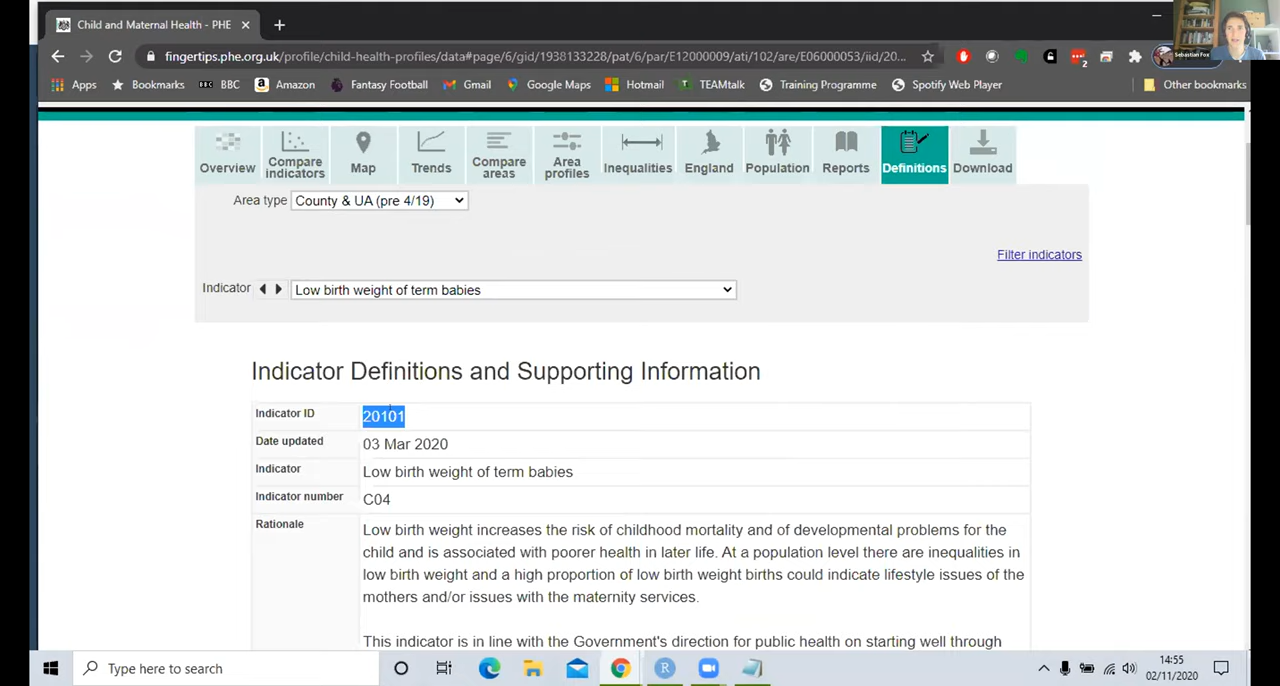 Child and Maternal Health - PHE
fingertips.phe.org.uk/profile/child-health-profiles/data#page/6/gid/1938133228/pat/6/par/E12000009/ati/102/are/E06000053/iid/20...
2
Sebastian Fox
Apps
Bookmarks
BBC BBC
Amazon
Fantasy Football
Gmail
Google Maps
Hotmail
T TEAMtalk
Training Programme
Spotify Web Player
Other bookmarks
Overview
Compare indicators
Map
Trends
Compare areas
Area profiles
Inequalities
England
Population
Reports
Definitions
Download
Area type County & UA (pre 4/19)
Filter indicators
Indicator Low birth weight of term babies
Indicator Definitions and Supporting Information
Indicator ID 20101
Date updated 03 Mar 2020
Indicator Low birth weight of term babies
Indicator number C04
Rationale Low birth weight increases the risk of childhood mortality and of developmental problems for the
child and is associated with poorer health in later life. At a population level there are inequalities in
low birth weight and a high proportion of low birth weight births could indicate lifestyle issues of the
mothers and/or issues with the maternity services.
This indicator is in line with the Government's direction for public health on starting well through
Type here to search
R
14:55
02/11/2020